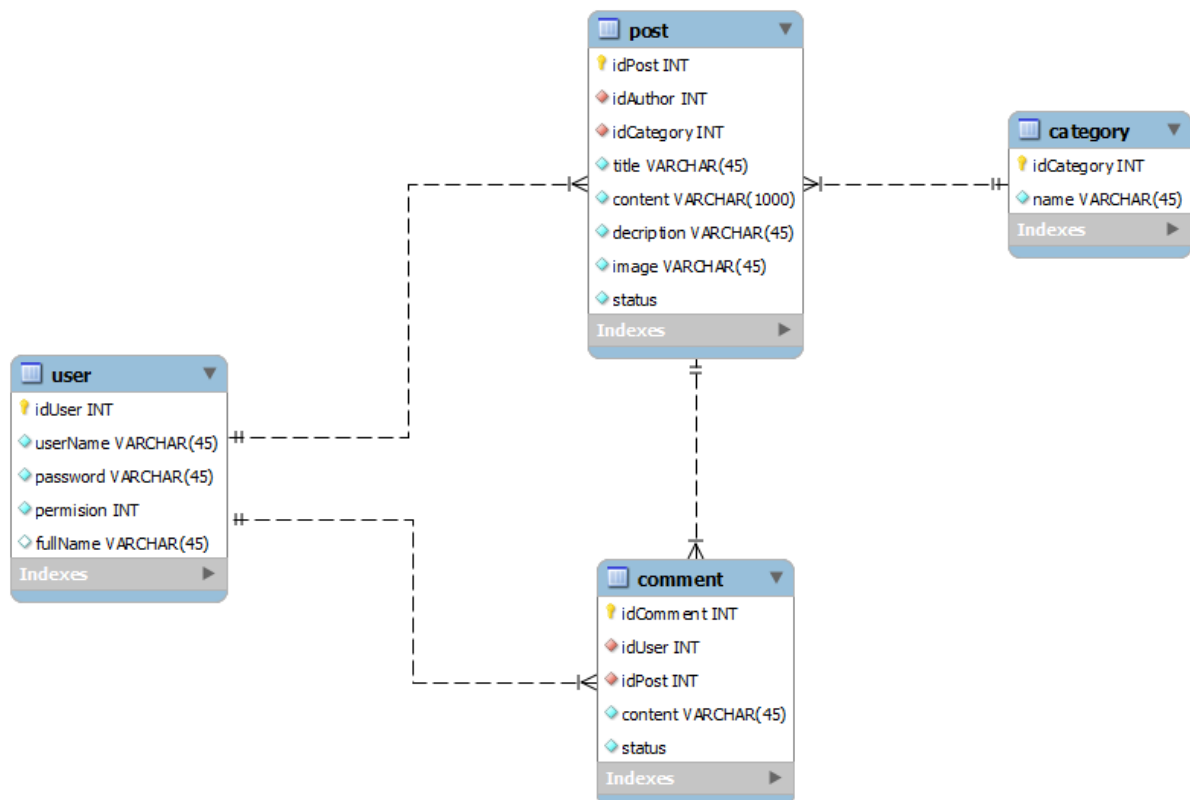 post
idPost INT
idAuthor INT
idCategory INT
title VARCHAR(45)
content VARCHAR(1000)
decription VARCHAR(45)
image VARCHAR(45)
status
Indexes
category
idCategory INT
name VARCHAR(45)
Indexes
user
idUser INT
userName VARCHAR(45)
password VARCHAR(45)
permision INT
fullName VARCHAR(45)
Indexes
comment
idComment INT
idUser INT
idPost INT
content VARCHAR(45)
status
Indexes